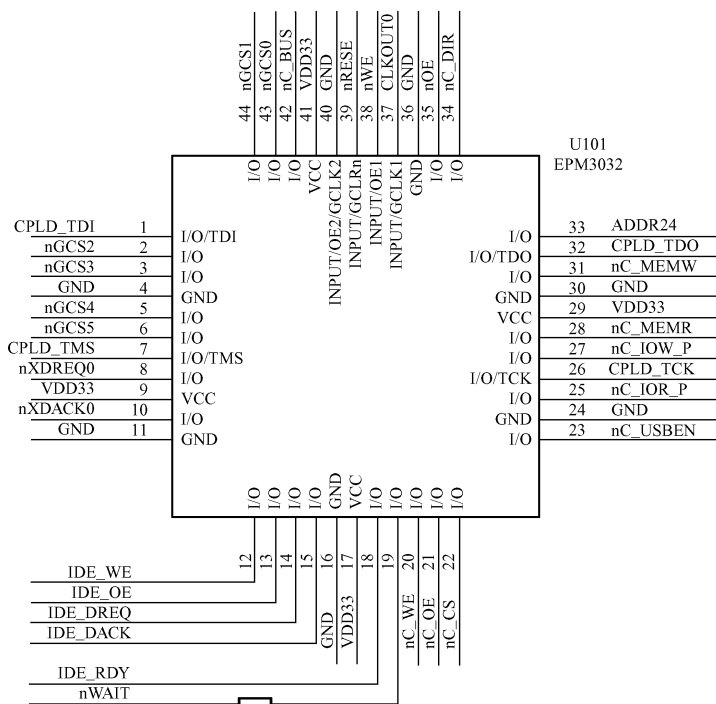 44 nGCS1
43 nGCS0
42 nC_BUS
41 VDD33
40 GND
39 nRESE
38 nWE
37 CLKOUT0
36 GND
35 nOE
34 nC_DIR
U101
EPM3032
I/O
I/O
I/O
VCC
INPUT/OE2/GCLK2
INPUT/GCLRn
INPUT/OE1
INPUT/GCLK1
GND
I/O
I/O
CPLD_TDI 1 I/O/TDI
nGCS2 2 I/O
nGCS3 3 I/O
GND 4 GND
nGCS4 5 I/O
nGCS5 6 I/O
CPLD_TMS 7 I/O/TMS
nXDREQ0 8 I/O
VDD33 9 VCC
nXDACK0 10 I/O
GND 11 GND
I/O 33 ADDR24
I/O/TDO 32 CPLD_TDO
I/O 31 nC_MEMW
GND 30 GND
VCC 29 VDD33
I/O 28 nC_MEMR
I/O 27 nC_IOW_P
I/O/TCK 26 CPLD_TCK
I/O 25 nC_IOR_P
GND 24 GND
I/O 23 nC_USBEN
I/O
I/O
I/O
I/O
GND
VCC
I/O
I/O
I/O
I/O
I/O
12
13
14
15
16
17
18
19
20
21
22
IDE_WE
IDE_OE
IDE_DREQ
IDE_DACK
GND
VDD33
nC_WE
nC_OE
nC_CS
IDE_RDY
nWAIT